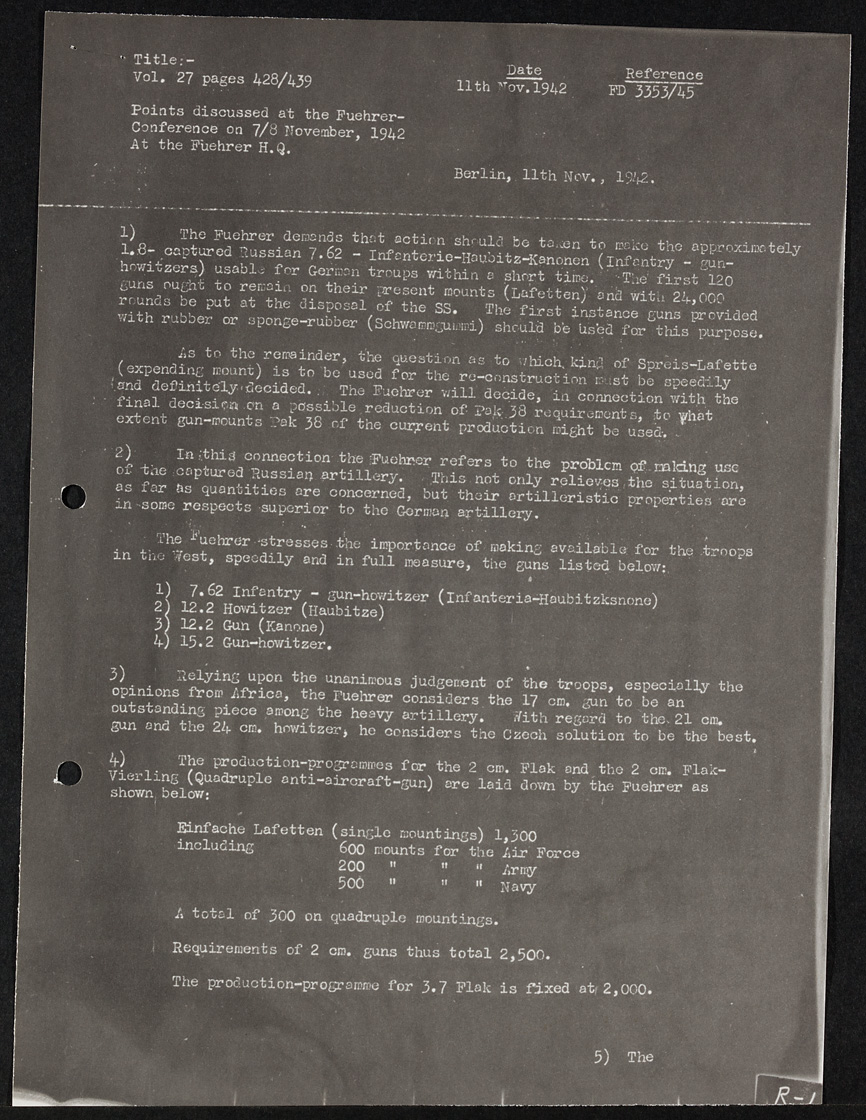 Title:-
Vol. 27 pages 428/439
Date
11th Nov.1942
Reference
FD 3353/45
Points discussed at the Fuehrer-
Conference on 7/8 November, 1942
At the Fuehrer H.Q.
Berlin, 11th Nov., 1942.
1) The Fuehrer demands that action should be taken to make the approximately
1.8- captured Russian 7.62 - Infanterie-Haubitz-Kanonen (Infantry - gun-
howitzers) usable for German troups within a short time. The first 120
guns ought to remain on their present mounts (Lafetten) and with 24,000
rounds be put at the disposal of the SS. The first instance guns provided
with rubber or sponge-rubber (Schwammgummi) should be used for this purpose.
As to the remainder, the question as to which kind of Spreis-Lafette
(expending mount) is to be used for the re-construction must be speedily
and definitely decided. The Fuehrer will decide, in connection with the
final decision on a possible reduction of Pak 38 requirements, to what
extent gun-mounts Pak 38 of the current production might be used.
2) In this connection the Fuehrer refers to the problem of making use
of the captured Russian artillery. This not only relieves the situation,
as far as quantities are concerned, but their artilleristic properties are
in some respects superior to the German artillery.
The Fuehrer stresses the importance of making available for the troops
in the West, speedily and in full measure, the guns listed below:
1) 7.62 Infantry - gun-howitzer (Infanteria-Haubitzksnone)
2) 12.2 Howitzer (Haubitze)
3) 12.2 Gun (Kanone)
4) 15.2 Gun-howitzer.
3) Relying upon the unanimous judgement of the troops, especially the
opinions from Africa, the Fuehrer considers the 17 cm. gun to be an
outstanding piece among the heavy artillery. With regard to the 21 cm.
gun and the 24 cm. howitzer, he considers the Czech solution to be the best.
4) The production-programmes for the 2 cm. Flak and the 2 cm. Flak-
Vierling (Quadruple anti-aircraft-gun) are laid down by the Fuehrer as
shown below:
Einfache Lafetten (single mountings) 1,300
including 600 mounts for the Air Force
200 " " " Army
500 " " " Navy
A total of 300 on quadruple mountings.
Requirements of 2 cm. guns thus total 2,500.
The production-programme for 3.7 Flak is fixed at 2,000.
5) The
R-1